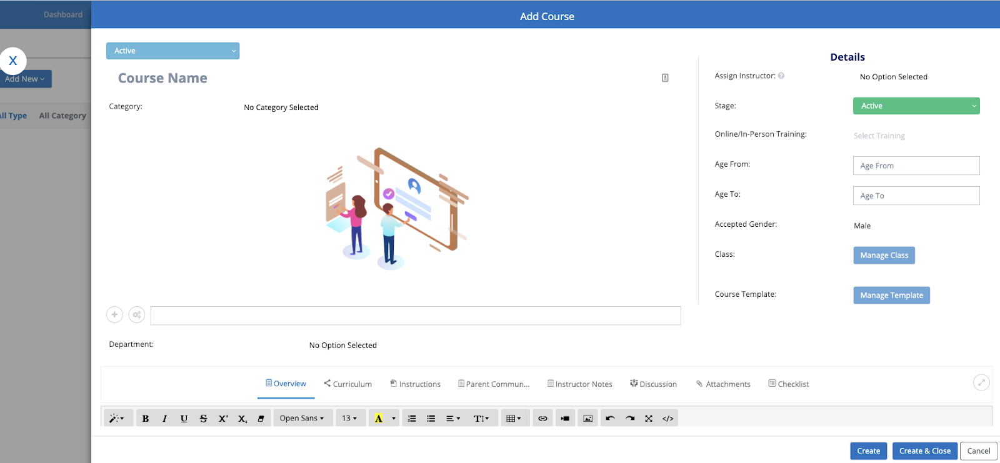 Dashboard
Add Course
X
Add New
All Type All Category
Active
Course Name
Category: No Category Selected
Department: No Option Selected
Details
Assign Instructor: ? No Option Selected
Stage: Active
Online/In-Person Training: Select Training
Age From: Age From
Age To: Age To
Accepted Gender: Male
Class: Manage Class
Course Template: Manage Template
Overview Curriculum Instructions Parent Commun... Instructor Notes Discussion Attachments Checklist
B I U S X² X₂ Open Sans 13 A T </>
Create Create & Close Cancel